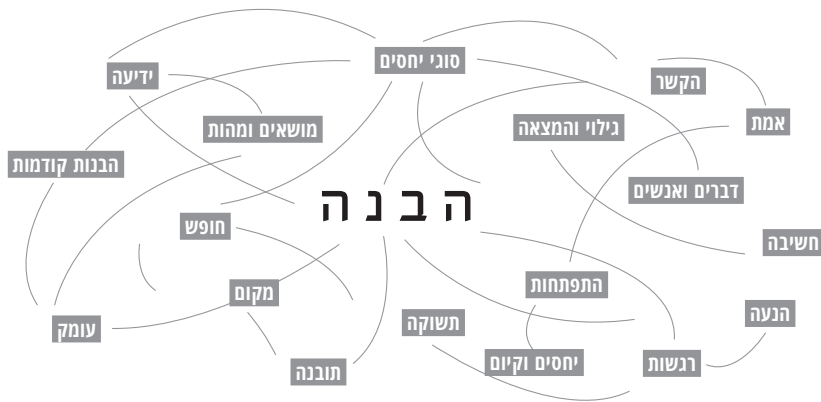 סוגי יחסים
ידיעה
הקשר
מושאים ומהות
גילוי והמצאה
אמת
הבנות קודמות
דברים ואנשים
הבנה
חופש
חשיבה
התפתחות
מקום
הנעה
תשוקה
עומק
יחסים וקיום
רגשות
תובנה